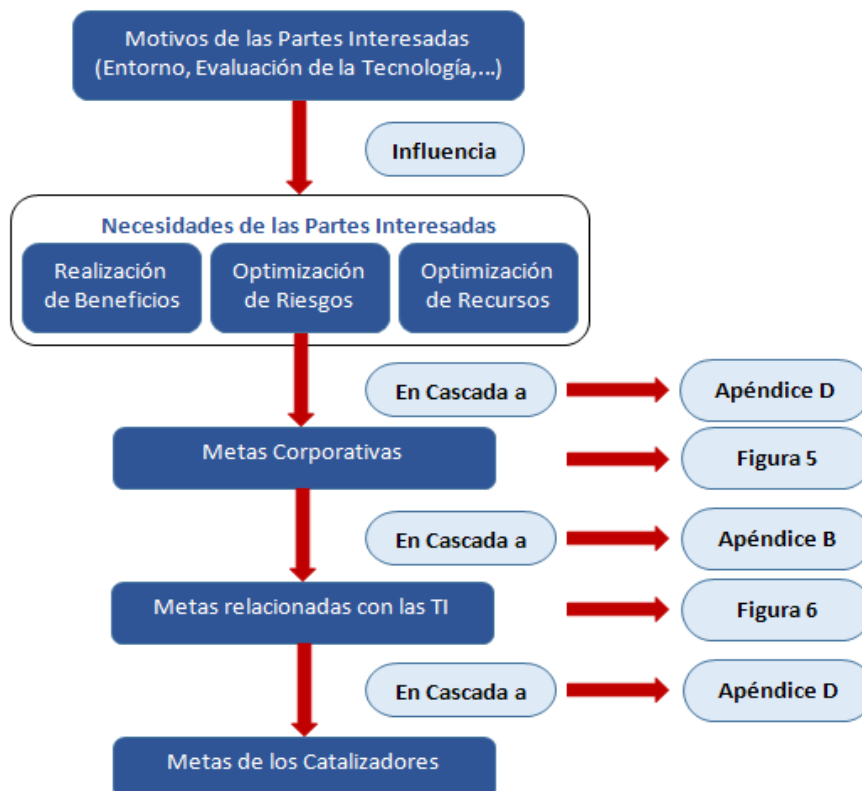 Motivos de las Partes Interesadas
(Entorno, Evaluación de la Tecnología,...)
Influencia
Necesidades de las Partes Interesadas
Realización
de Beneficios
Optimización
de Riesgos
Optimización
de Recursos
En Cascada a
Apéndice D
Metas Corporativas
Figura 5
En Cascada a
Apéndice B
Metas relacionadas con las TI
Figura 6
En Cascada a
Apéndice D
Metas de los Catalizadores